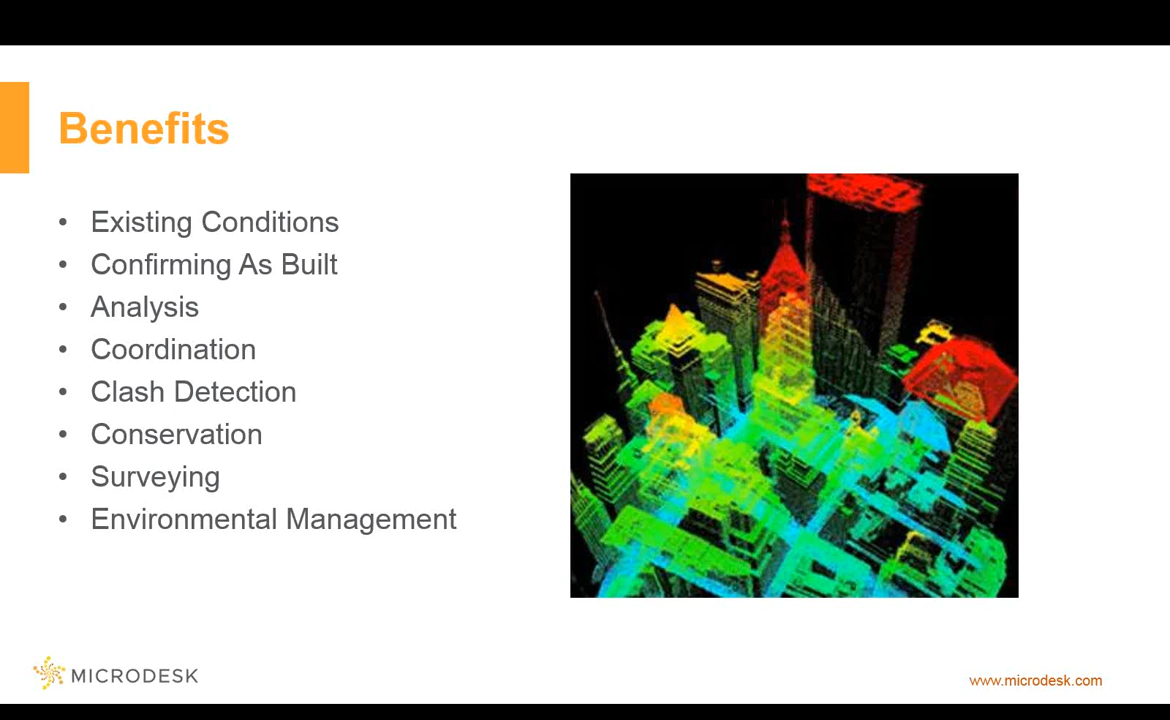 Benefits
• Existing Conditions
• Confirming As Built
• Analysis
• Coordination
• Clash Detection
• Conservation
• Surveying
• Environmental Management
MICRODESK
www.microdesk.com